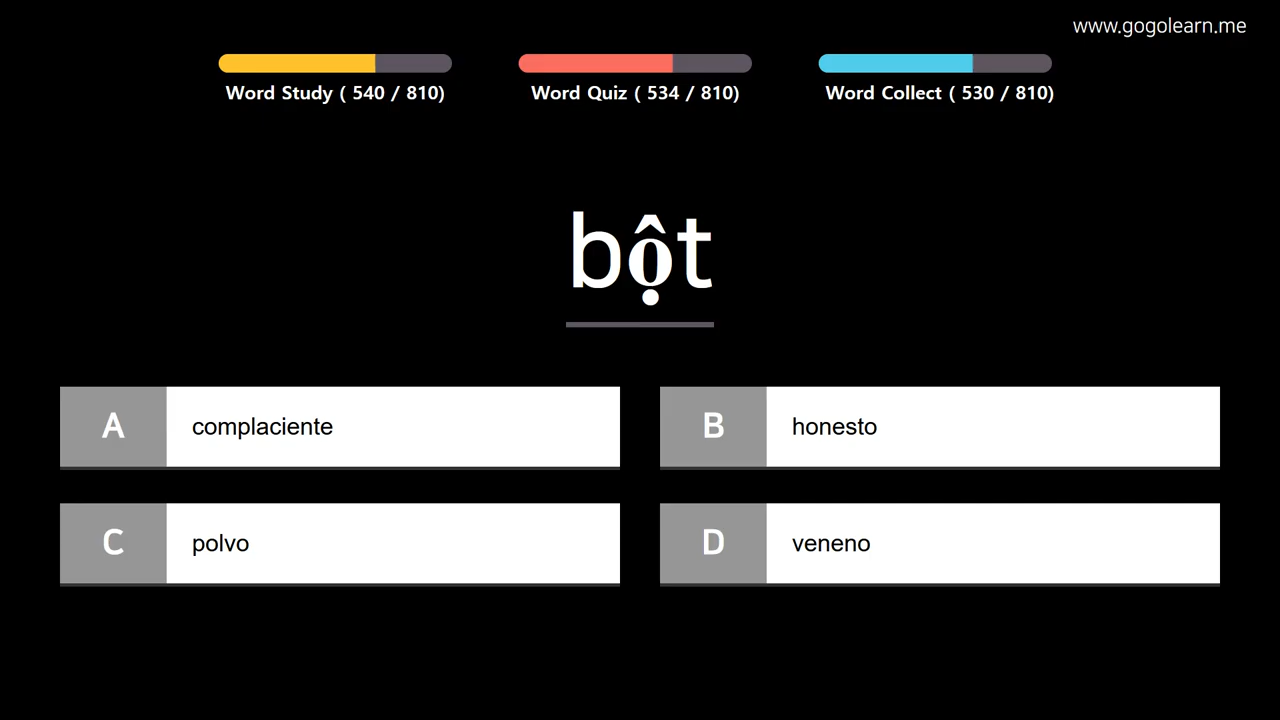 www.gogolearn.me
Word Study ( 540 / 810)
Word Quiz ( 534 / 810)
Word Collect ( 530 / 810)
bột
A complaciente
B honesto
C polvo
D veneno